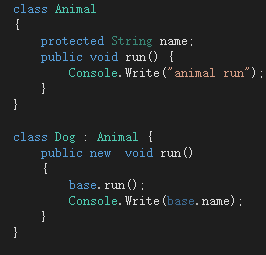 class Animal
{
    protected String name;
    public void run() {
        Console.Write("animal run");
    }
}

class Dog : Animal {
    public new  void run()
    {
        base.run();
        Console.Write(base.name);
    }
}